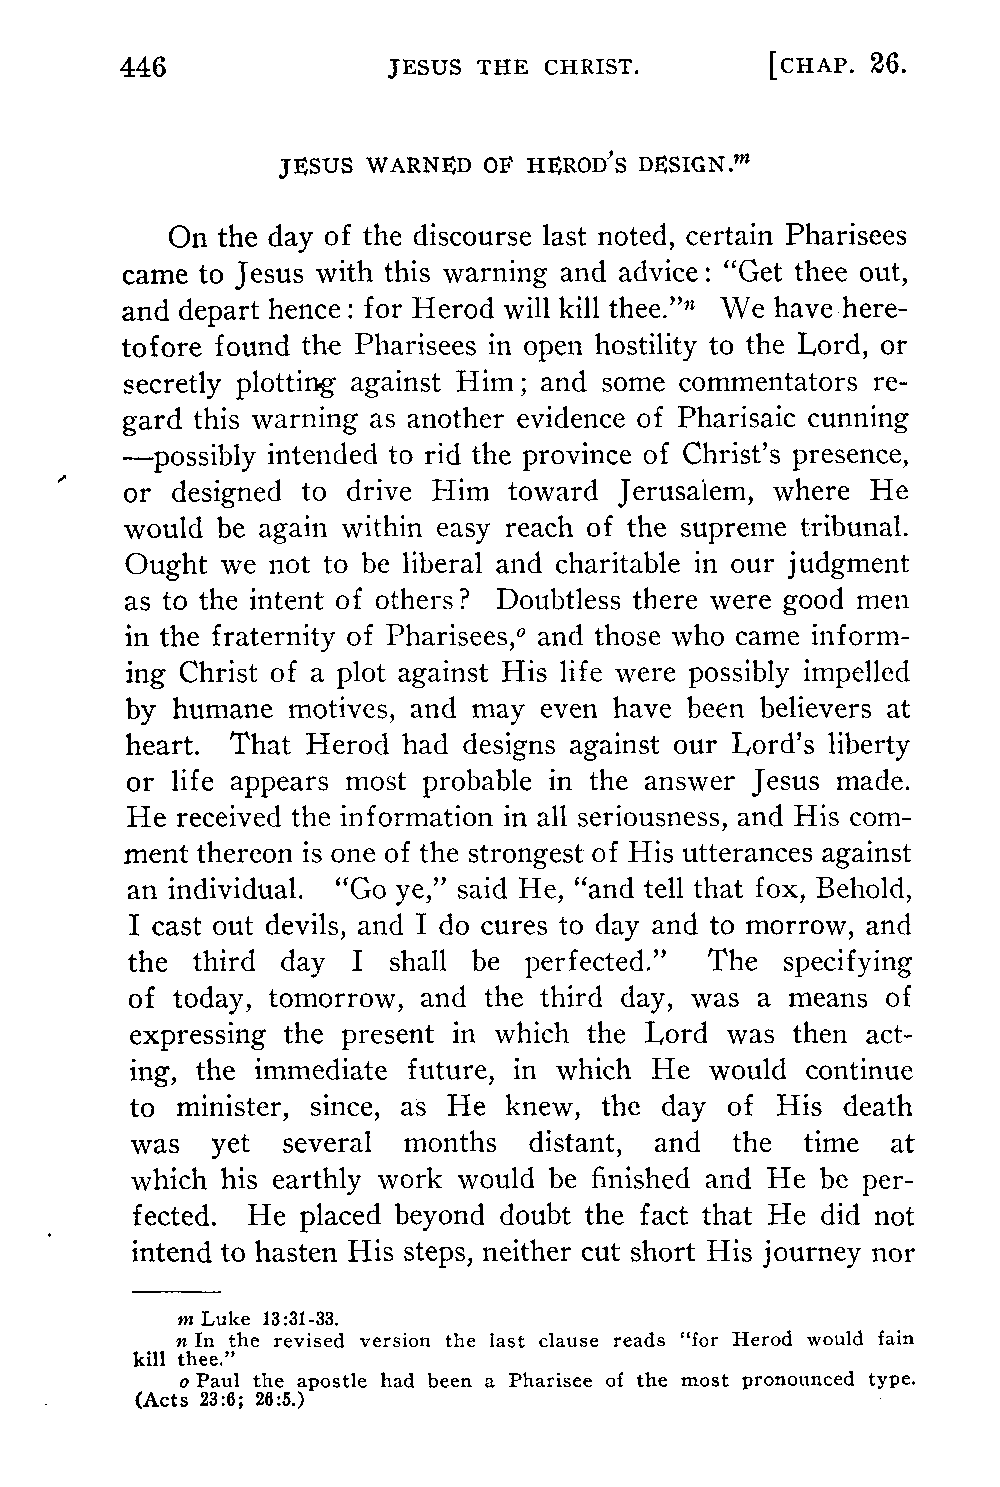 446 JESUS THE CHRIST. [CHAP. 26.
JESUS WARNED OF HEROD'S DESIGN.m
On the day of the discourse last noted, certain Pharisees
came to Jesus with this warning and advice: "Get thee out,
and depart hence: for Herod will kill thee."n We have here-
tofore found the Pharisees in open hostility to the Lord, or
secretly plotting against Him; and some commentators re-
gard this warning as another evidence of Pharisaic cunning
—possibly intended to rid the province of Christ's presence,
or designed to drive Him toward Jerusalem, where He
would be again within easy reach of the supreme tribunal.
Ought we not to be liberal and charitable in our judgment
as to the intent of others? Doubtless there were good men
in the fraternity of Pharisees,o and those who came inform-
ing Christ of a plot against His life were possibly impelled
by humane motives, and may even have been believers at
heart. That Herod had designs against our Lord's liberty
or life appears most probable in the answer Jesus made.
He received the information in all seriousness, and His com-
ment thereon is one of the strongest of His utterances against
an individual. "Go ye," said He, "and tell that fox, Behold,
I cast out devils, and I do cures to day and to morrow, and
the third day I shall be perfected." The specifying
of today, tomorrow, and the third day, was a means of
expressing the present in which the Lord was then act-
ing, the immediate future, in which He would continue
to minister, since, as He knew, the day of His death
was yet several months distant, and the time at
which his earthly work would be finished and He be per-
fected. He placed beyond doubt the fact that He did not
intend to hasten His steps, neither cut short His journey nor
m Luke 13:31-33.
n In the revised version the last clause reads "for Herod would fain
kill thee."
o Paul the apostle had been a Pharisee of the most pronounced type.
(Acts 23:6; 26:5.)